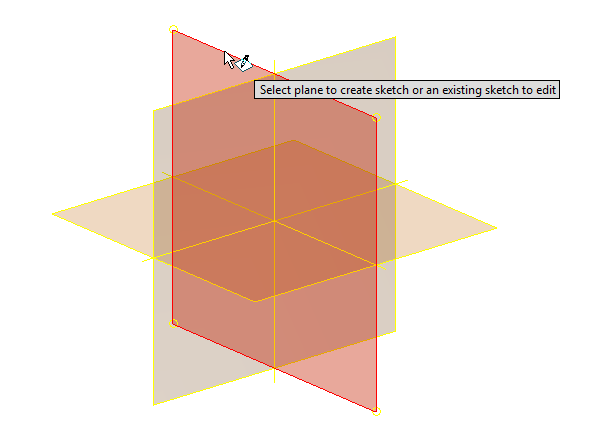 Select plane to create sketch or an existing sketch to edit